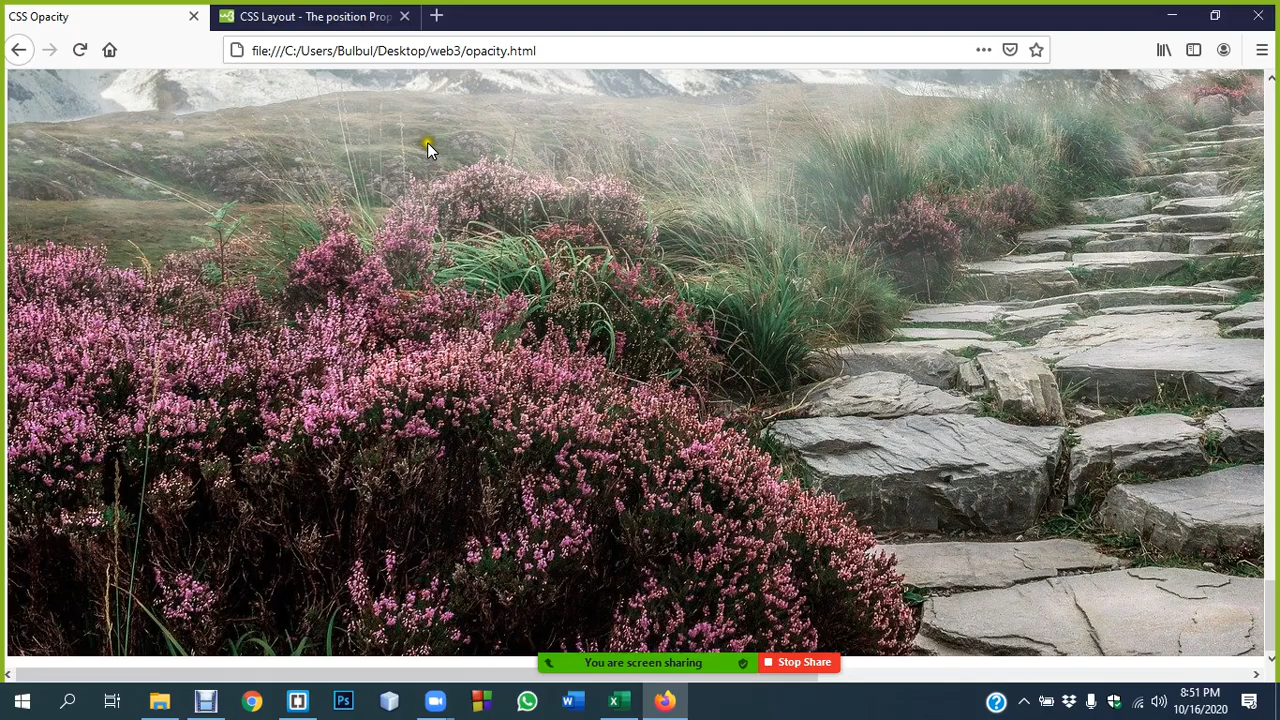 CSS Opacity
CSS Layout - The position Prop
file:///C:/Users/Bulbul/Desktop/web3/opacity.html
You are screen sharing
Stop Share
8:51 PM
10/16/2020